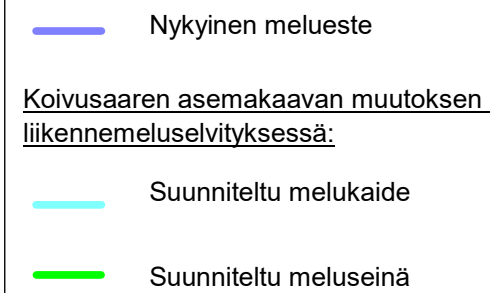 Nykyinen melueste
Koivusaaren asemakaavan muutoksen
liikennemeluselvityksessä:
Suunniteltu melukaide
Suunniteltu meluseinä